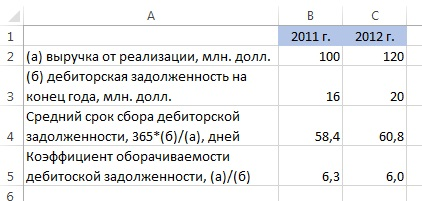 A B C
1 2011 г. 2012 г.
2 (а) выручка от реализации, млн. долл. 100 120
(б) дебиторская задолженность на
3 конец года, млн. долл. 16 20
Средний срок сбора дебиторской
4 задолженности, 365*(б)/(а), дней 58,4 60,8
Коэффициент оборачиваемости
5 дебитоской задолженности, (а)/(б) 6,3 6,0
6